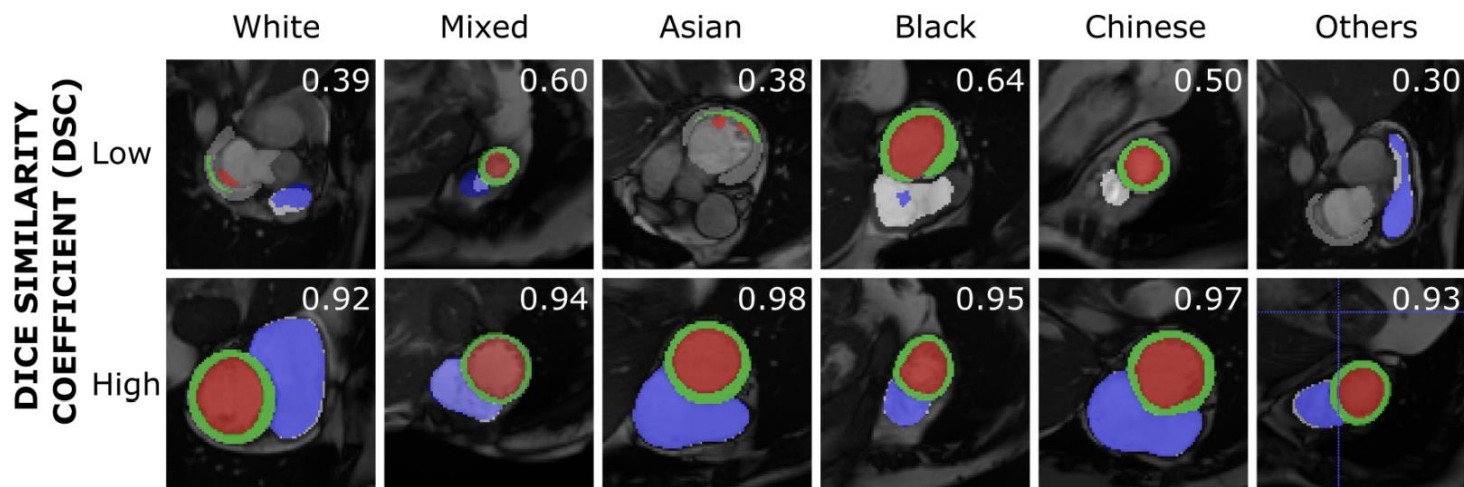 White Mixed Asian Black Chinese Others
DICE SIMILARITY
COEFFICIENT (DSC)
Low
0.39 0.60 0.38 0.64 0.50 0.30
High
0.92 0.94 0.98 0.95 0.97 0.93